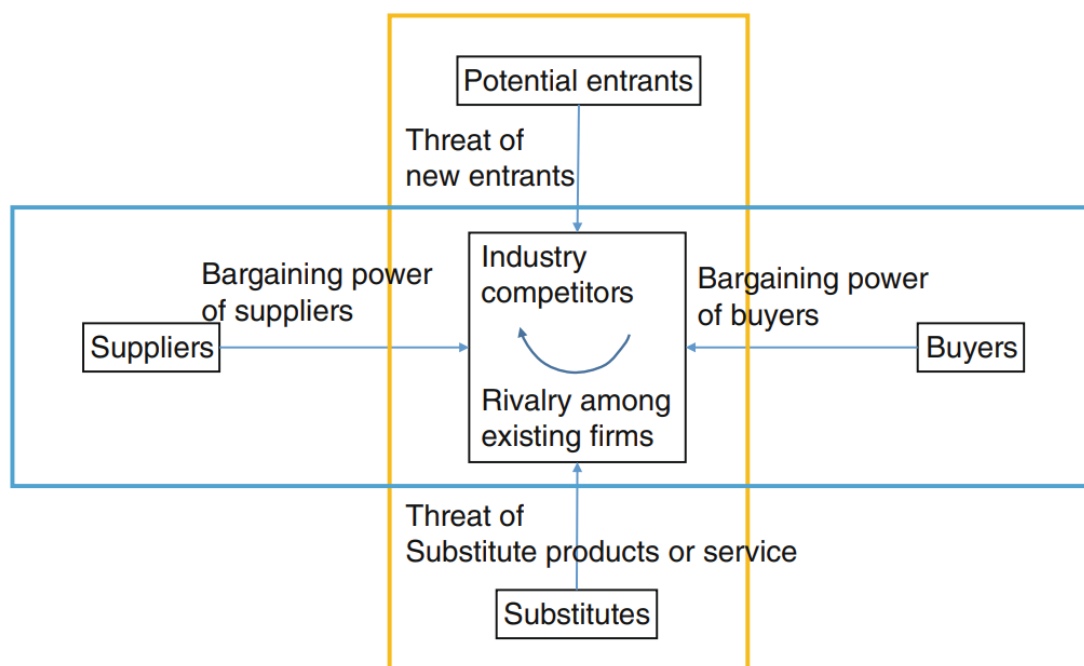 Potential entrants
Threat of
new entrants
Industry
competitors
Bargaining power
of suppliers
Bargaining power
of buyers
Suppliers
Buyers
Rivalry among
existing firms
Threat of
Substitute products or service
Substitutes